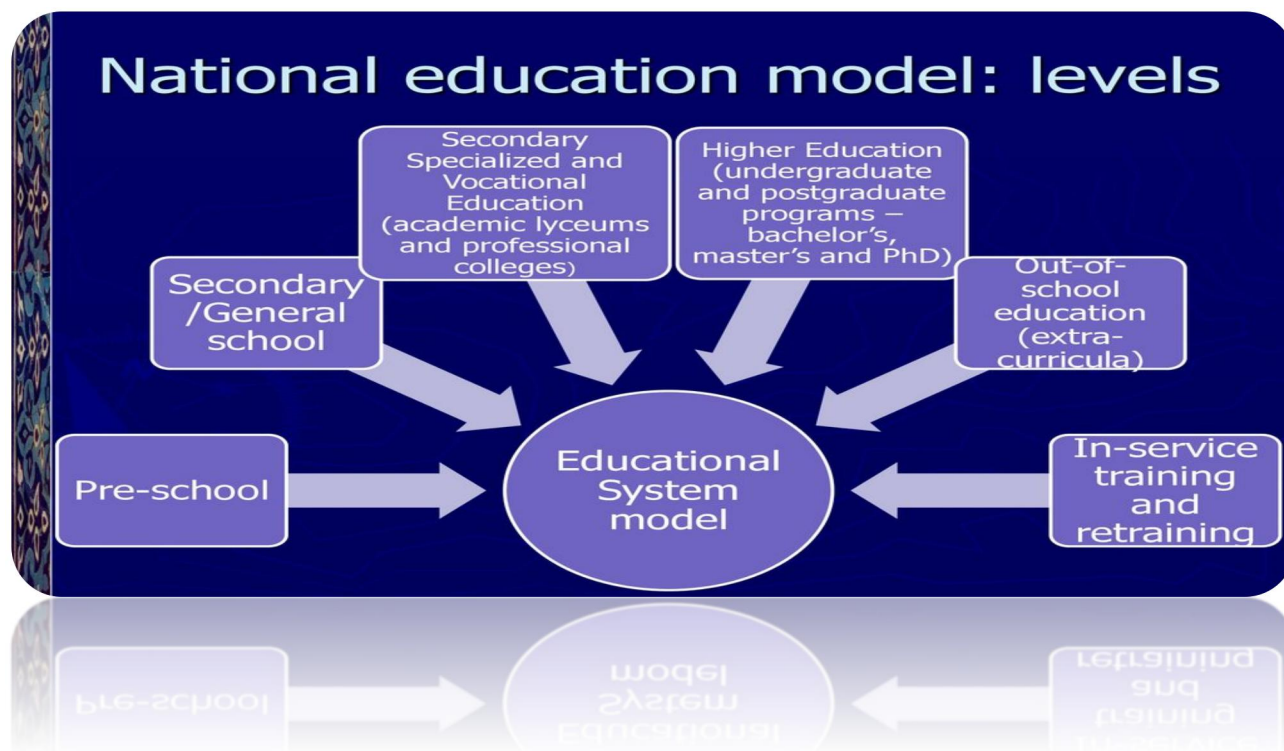 National education model: levels
Secondary
Specialized and
Vocational
Education
(academic lyceums
and professional
colleges)
Higher Education
(undergraduate
and postgraduate
programs –
bachelor's,
master's and PhD)
Secondary
/General
school
Out-of-
school
education
(extra-
curricula)
Pre-school
Educational
System
model
In-service
training
and
retraining